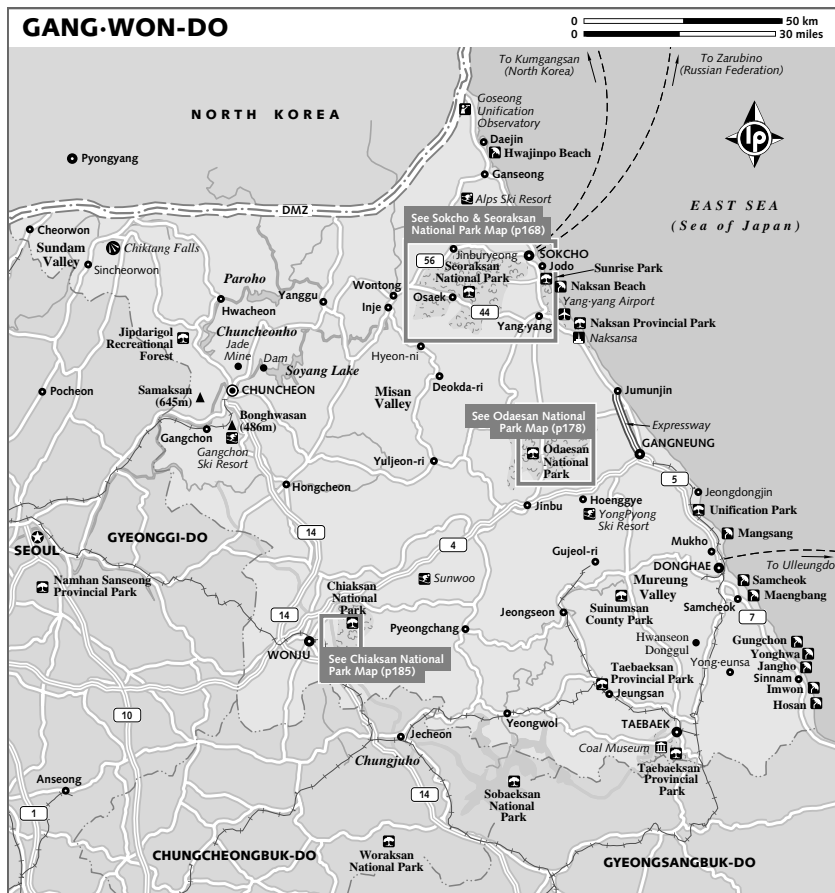 GANG·WON-DO
0 50 km
0 30 miles
To Kumgangsan
(North Korea)
To Zarubino
(Russian Federation)
NORTH KOREA
Goseong
Unification
Observatory
Daejin
Hwajinpo Beach
lp
Pyongyang
Ganseong
Alps Ski Resort
EAST SEA
(Sea of Japan)
DMZ
Cheorwon
Sundam
Valley
Chiktang Falls
Sincheorwon
See Sokcho & Seoraksan
National Park Map (p168)
Jinburyeong
SOKCHO
Jodo
56
Seoraksan
National Park
Sunrise Park
Naksan Beach
Paroho
Yanggu
Wontong
Inje
Osaek
44
Yang-yang Airport
Hwacheon
Yang-yang
Naksan Provincial Park
Naksansa
Jipdarigol
Recreational
Forest
Chuncheonho
Jade
Mine
Dam
Soyang Lake
Hyeon-ni
Pocheon
Samaksan
(645m)
CHUNCHEON
Misan
Valley
Deokda-ri
Jumunjin
Bonghwasan
(486m)
Gangchon
Gangchon
Ski Resort
See Odaesan National
Park Map (p178)
Expressway
GANGNEUNG
Yuljeon-ri
Odaesan
National
Park
Hongcheon
5
Jeongdongjin
Hoenggye
Jinbu
YongPyong
Ski Resort
Unification Park
14
GYEONGGI-DO
4
Mangsang
Mukho
SEOUL
Gujeol-ri
DONGHAE
To Ulleungdo
Namhan Sanseong
Provincial Park
Chiaksan
National
Park
Sunwoo
Mureung
Valley
Samcheok
Maengbang
Suinumsan
County Park
Samcheok
14
Jeongseon
7
Pyeongchang
WONJU
Hwanseon
Donggul
Gungchon
Yonghwa
Jangho
See Chiaksan National
Park Map (p185)
Yong-eunsa
Sinnam
Taebaeksan
Provincial Park
Jeungsan
Imwon
Hosan
10
Yeongwol
TAEBAEK
Jecheon
Coal Museum
Chungjuho
Taebaeksan
Provincial
Park
Anseong
14
Sobaeksan
National
Park
1
CHUNGCHEONGBUK-DO
Woraksan
National Park
GYEONGSANGBUK-DO